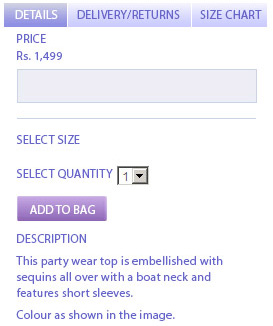 DETAILS DELIVERY/RETURNS SIZE CHART
PRICE
Rs. 1,499
SELECT SIZE
SELECT QUANTITY 1
ADD TO BAG
DESCRIPTION
This party wear top is embellished with
sequins all over with a boat neck and
features short sleeves.
Colour as shown in the image.